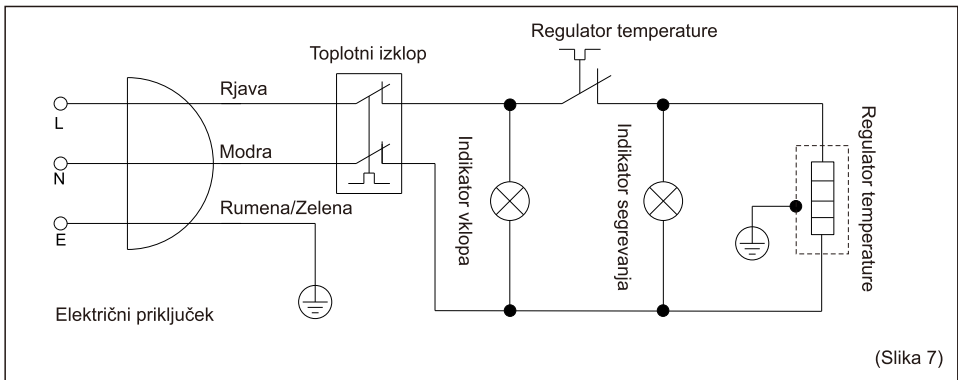 Regulator temperature
Toplotni izklop
Rjava
L
Modra
N
Rumena/Zelena
E
Indikator vklopa
Indikator segrevanja
Regulator temperature
Električni priključek
(Slika 7)